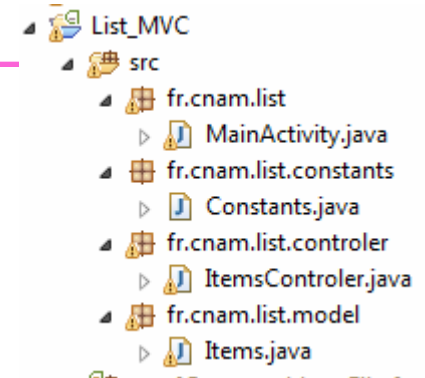 List_MVC
src
fr.cnam.list
MainActivity.java
fr.cnam.list.constants
Constants.java
fr.cnam.list.controler
ItemsControler.java
fr.cnam.list.model
Items.java